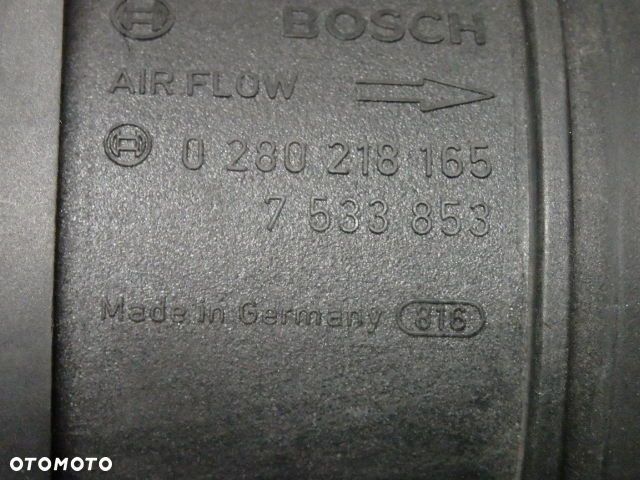 BOSCH
AIR FLOW
0 280 218 165
7 533 853
Made in Germany 816
OTOMOTO